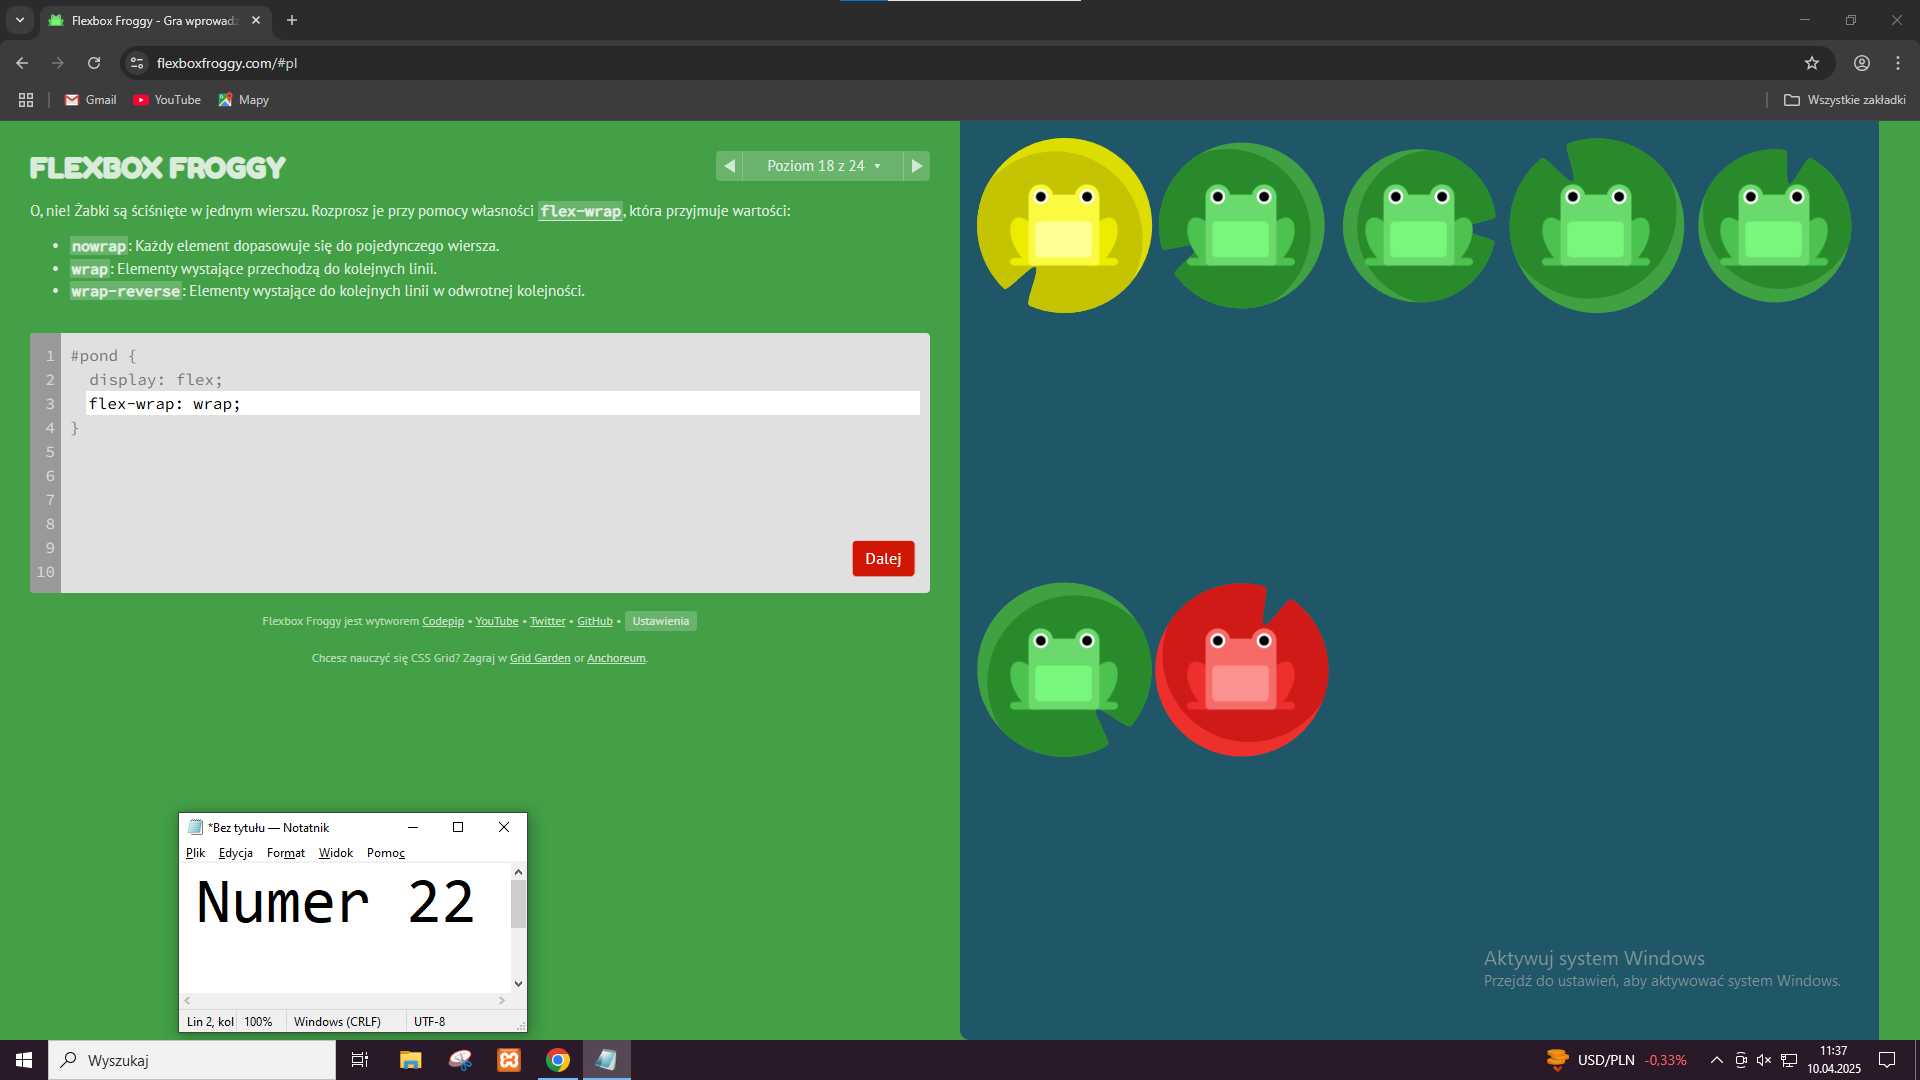 Flexbox Froggy - Gra wprowadz
flexboxfroggy.com/#pl
Gmail
YouTube
Mapy
Wszystkie zakładki
FLEXBOX FROGGY
Poziom 18 z 24
O, nie! Żabki są ściśnięte w jednym wierszu. Rozprosz je przy pomocy własności flex-wrap, która przyjmuje wartości:
• nowrap: Każdy element dopasowuje się do pojedynczego wiersza.
• wrap: Elementy wystające przechodzą do kolejnych linii.
• wrap-reverse: Elementy wystające do kolejnych linii w odwrotnej kolejności.
1 #pond {
2 display: flex;
3 flex-wrap: wrap;
4 }
5
6
7
8
9
10
Dalej
Flexbox Froggy jest wytworem Codepip • YouTube • Twitter • GitHub • Ustawienia
Chcesz nauczyć się CSS Grid? Zagraj w Grid Garden or Anchoreum.
*Bez tytułu — Notatnik
Plik Edycja Format Widok Pomoc
Numer 22
Lin 2, kol 100% Windows (CRLF) UTF-8
Aktywuj system Windows
Przejdź do ustawień, aby aktywować system Windows.
Wyszukaj
USD/PLN -0,33%
11:37
10.04.2025